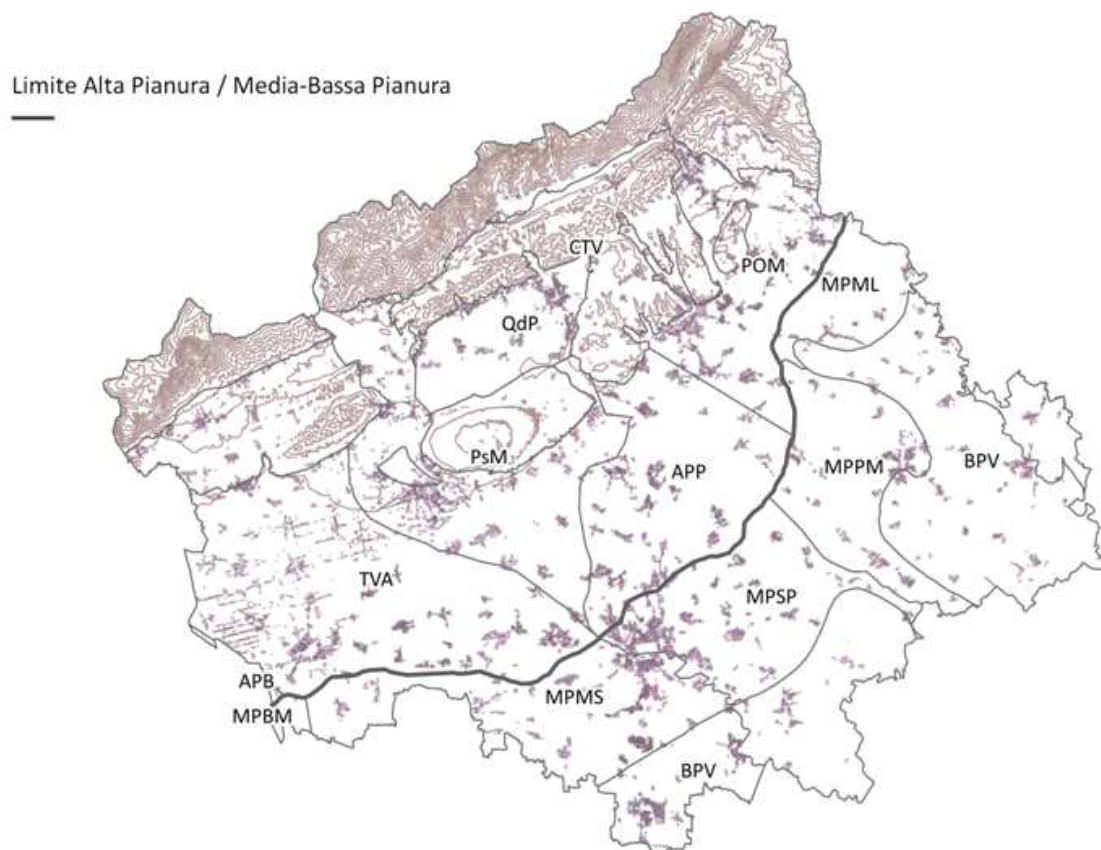 Limite Alta Pianura / Media-Bassa Pianura
CTV
POM
MPML
QdP
PsM
APP
MPPM
BPV
TVA
MPSP
APB
MPMS
MPBM
BPV